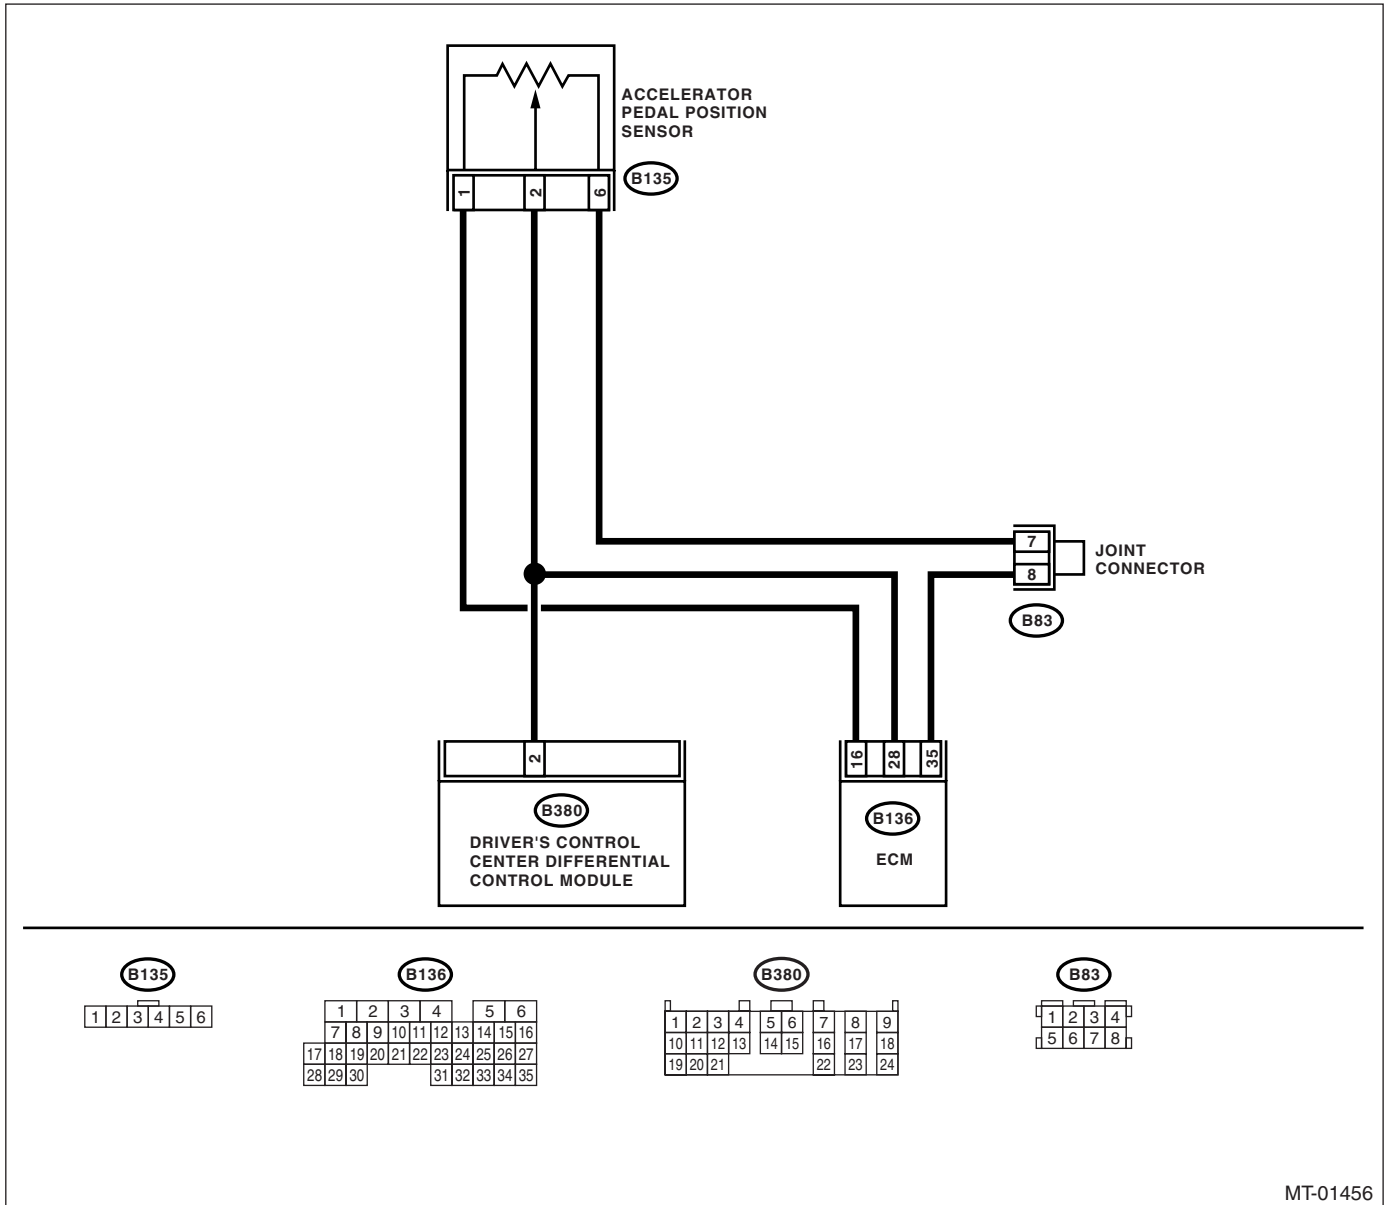 ACCELERATOR
PEDAL POSITION
SENSOR
B135
1 2 6
7
8
JOINT
CONNECTOR
B83
2
B380
DRIVER'S CONTROL
CENTER DIFFERENTIAL
CONTROL MODULE
16 28 35
B136
ECM
B135
1 2 3 4 5 6
B136
1 2 3 4 5 6
7 8 9 10 11 12 13 14 15 16
17 18 19 20 21 22 23 24 25 26 27
28 29 30 31 32 33 34 35
B380
1 2 3 4 5 6 7 8 9
10 11 12 13 14 15 16 17 18
19 20 21 22 23 24
B83
1 2 3 4
5 6 7 8
MT-01456